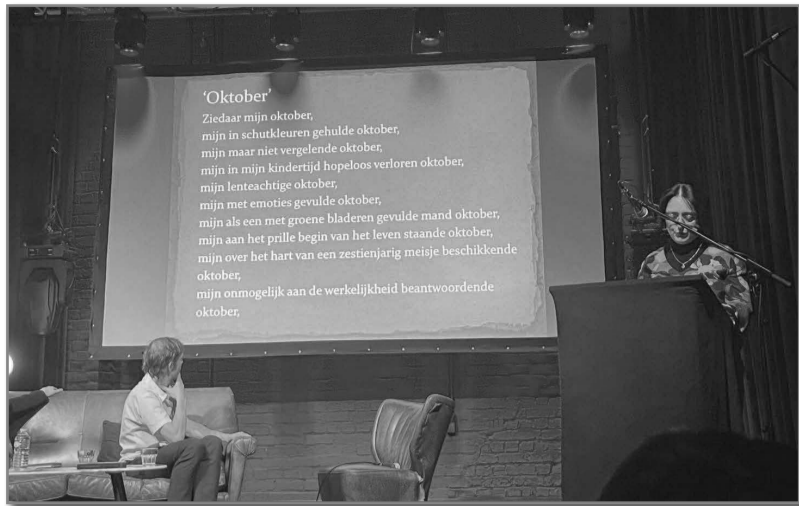 ‘Oktober’
Ziedaar mijn oktober,
mijn in schutkleuren gehulde oktober,
mijn maar niet vergelende oktober,
mijn in mijn kindertijd hopeloos verloren oktober,
mijn lenteachtige oktober,
mijn met emoties gevulde oktober,
mijn als een met groene bladeren gevulde mand oktober,
mijn aan het prille begin van het leven staande oktober,
mijn over het hart van een zestienjarig meisje beschikkende
oktober,
mijn onmogelijk aan de werkelijkheid beantwoordende
oktober,